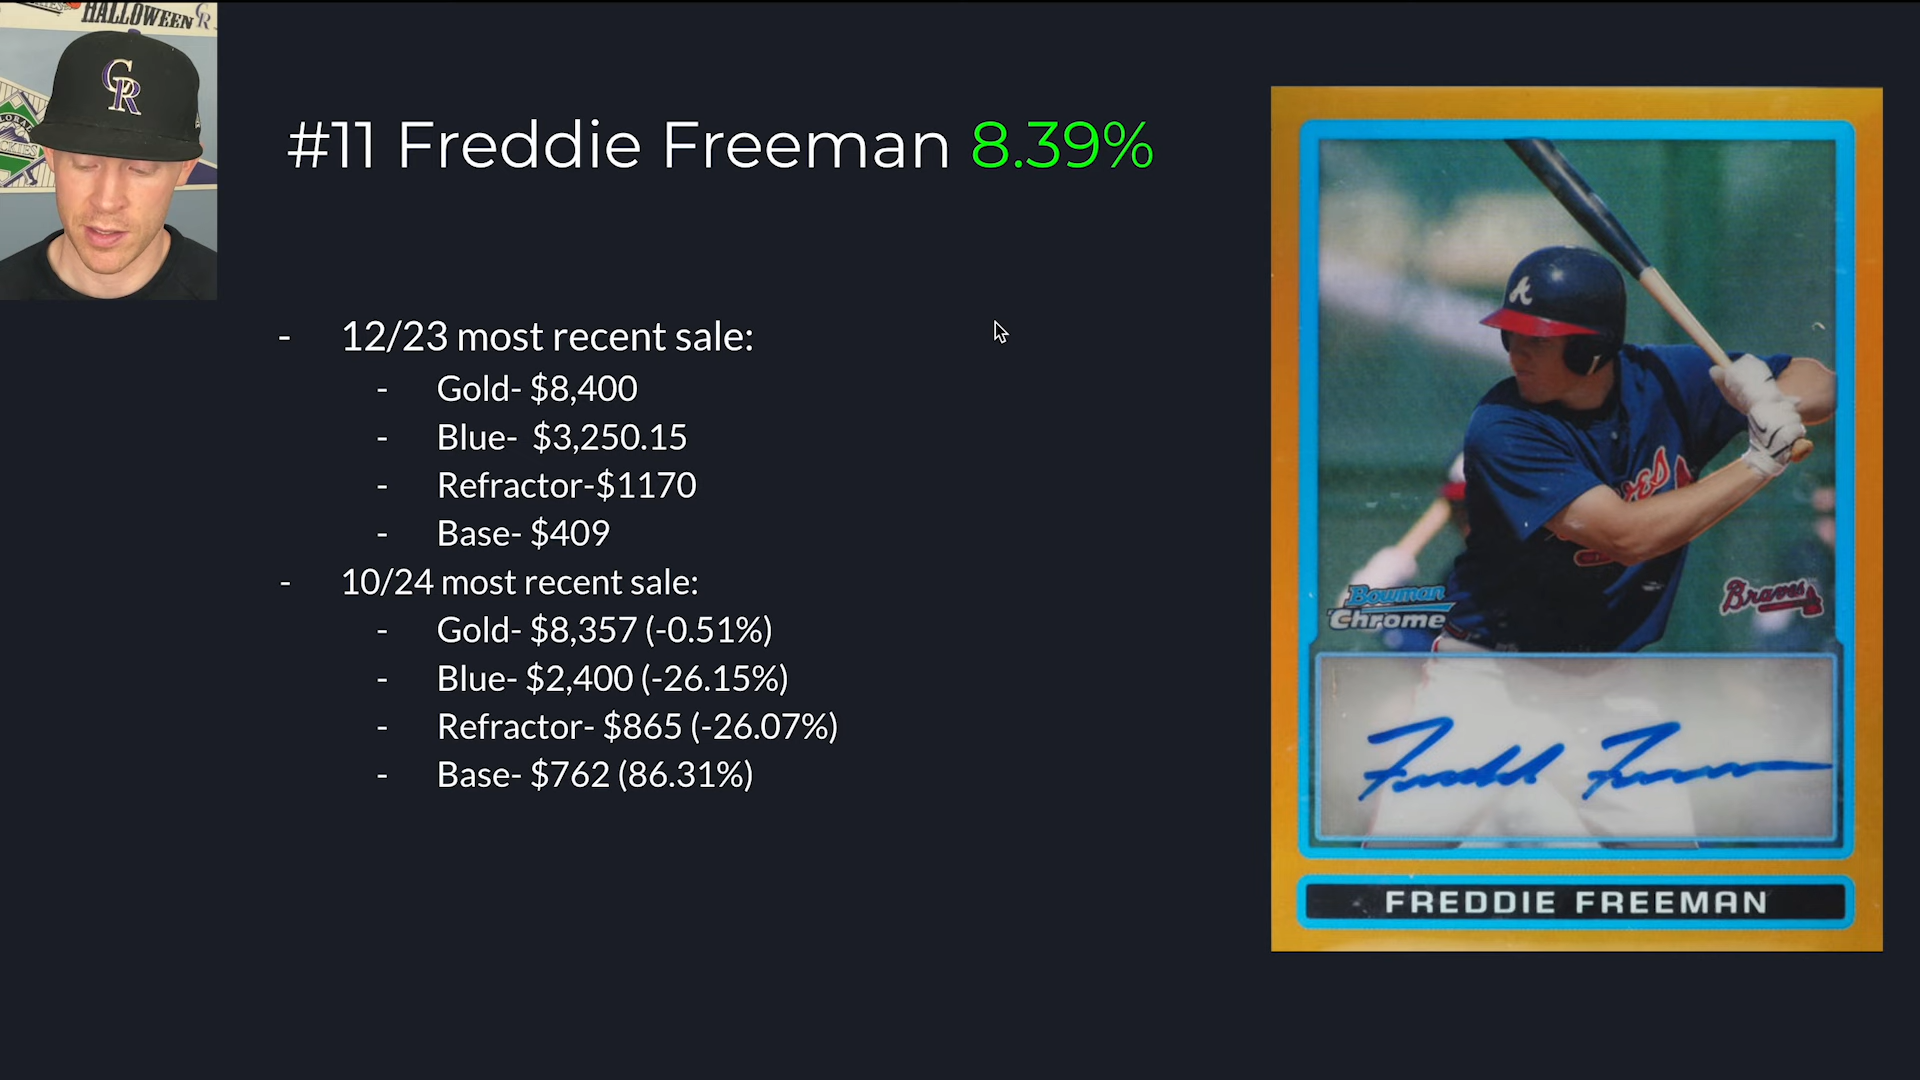 HALLOWEEN
CR
CR
#11 Freddie Freeman 8.39%
- 12/23 most recent sale:
- Gold- $8,400
- Blue- $3,250.15
- Refractor-$1170
- Base- $409
- 10/24 most recent sale:
- Gold- $8,357 (-0.51%)
- Blue- $2,400 (-26.15%)
- Refractor- $865 (-26.07%)
- Base- $762 (86.31%)
A
Bowman
Chrome
Braves
FREDDIE FREEMAN